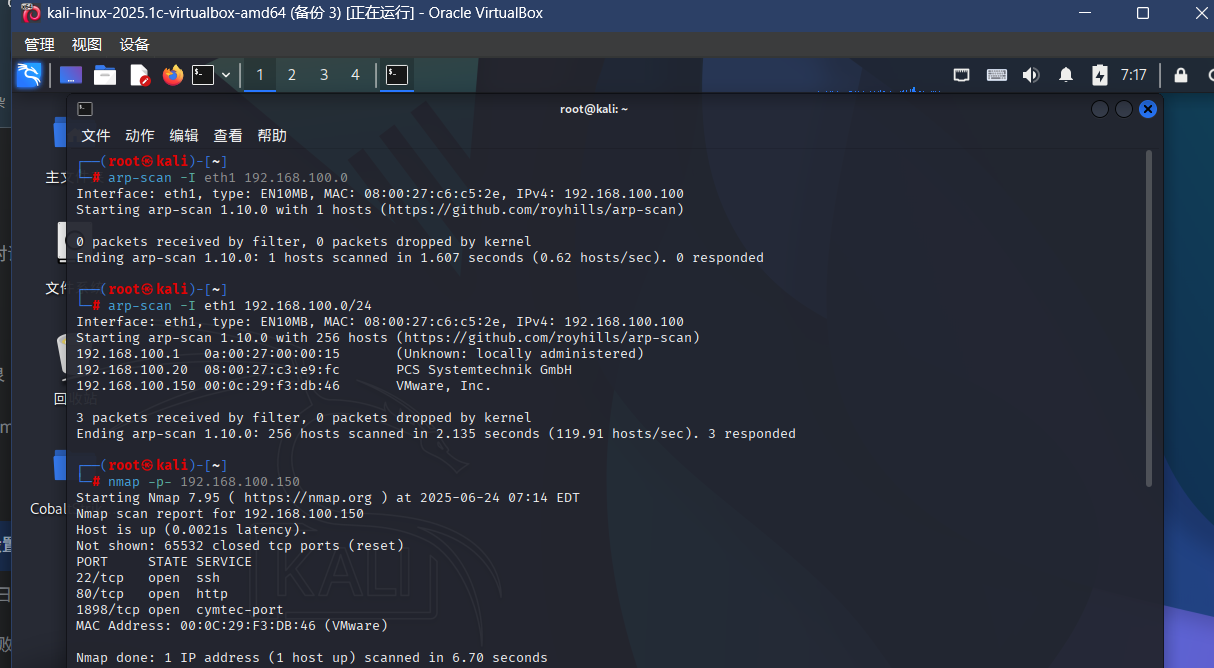 kali-linux-2025.1c-virtualbox-amd64 (备份 3) [正在运行] - Oracle VirtualBox
管理 视图 设备
1 2 3 4 7:17
root@kali: ~
文件 动作 编辑 查看 帮助
┌──(root㉿kali)-[~]
└─# arp-scan -I eth1 192.168.100.0
Interface: eth1, type: EN10MB, MAC: 08:00:27:c6:c5:2e, IPv4: 192.168.100.100
Starting arp-scan 1.10.0 with 1 hosts (https://github.com/royhills/arp-scan)
0 packets received by filter, 0 packets dropped by kernel
Ending arp-scan 1.10.0: 1 hosts scanned in 1.607 seconds (0.62 hosts/sec). 0 responded
┌──(root㉿kali)-[~]
└─# arp-scan -I eth1 192.168.100.0/24
Interface: eth1, type: EN10MB, MAC: 08:00:27:c6:c5:2e, IPv4: 192.168.100.100
Starting arp-scan 1.10.0 with 256 hosts (https://github.com/royhills/arp-scan)
192.168.100.1 0a:00:27:00:00:15 (Unknown: locally administered)
192.168.100.20 08:00:27:c3:e9:fc PCS Systemtechnik GmbH
192.168.100.150 00:0c:29:f3:db:46 VMware, Inc.
3 packets received by filter, 0 packets dropped by kernel
Ending arp-scan 1.10.0: 256 hosts scanned in 2.135 seconds (119.91 hosts/sec). 3 responded
┌──(root㉿kali)-[~]
└─# nmap -p- 192.168.100.150
Starting Nmap 7.95 ( https://nmap.org ) at 2025-06-24 07:14 EDT
Nmap scan report for 192.168.100.150
Host is up (0.0021s latency).
Not shown: 65532 closed tcp ports (reset)
PORT STATE SERVICE
22/tcp open ssh
80/tcp open http
1898/tcp open cymtec-port
MAC Address: 00:0C:29:F3:DB:46 (VMware)
Nmap done: 1 IP address (1 host up) scanned in 6.70 seconds
主文
文件
回收站
Cobal
KALI